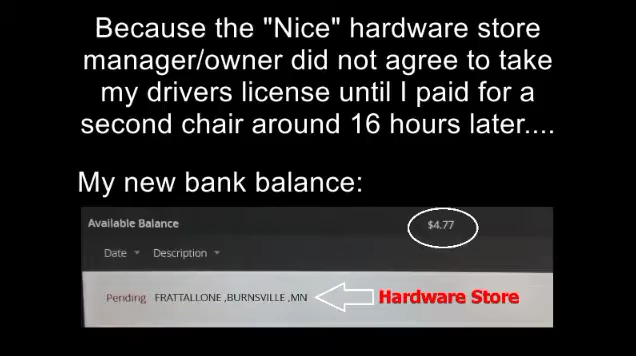 Because the "Nice" hardware store
manager/owner did not agree to take
my drivers license until I paid for a
second chair around 16 hours later....
My new bank balance:
Available Balance $4.77
Date Description
Pending FRATTALLONE ,BURNSVILLE ,MN Hardware Store